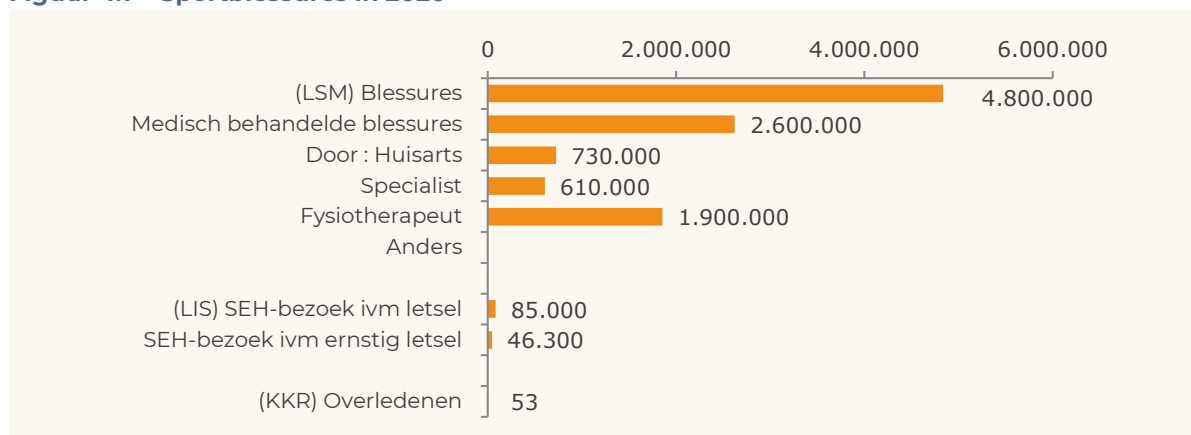 0 2.000.000 4.000.000 6.000.000
(LSM) Blessures 4.800.000
Medisch behandelde blessures 2.600.000
Door : Huisarts 730.000
Specialist 610.000
Fysiotherapeut 1.900.000
Anders
(LIS) SEH-bezoek ivm letsel 85.000
SEH-bezoek ivm ernstig letsel 46.300
(KKR) Overledenen 53